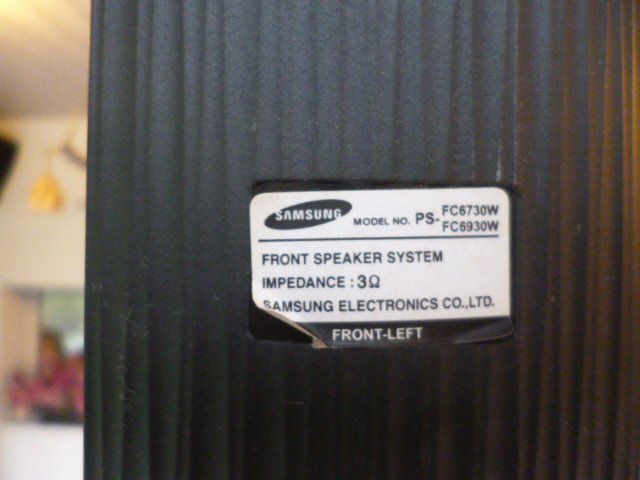 SAMSUNG MODEL NO. PS-FC6730W
FC6930W
FRONT SPEAKER SYSTEM
IMPEDANCE : 3Ω
SAMSUNG ELECTRONICS CO.,LTD.
FRONT-LEFT